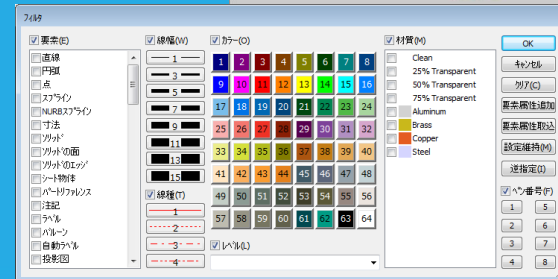 フィルタ
要素(E)
直線
円弧
点
スプライン
NURBスプライン
寸法
ソリッド
ソリッドの面
ソリッドのエッジ
シート物体
パートリファレンス
注記
ラベル
バルーン
自動ラベル
投影図
線幅(W)
1
3
5
7
9
11
13
15
線種(T)
1
2
3
4
カラー(O)
1 2 3 4 5 6 7 8
9 10 11 12 13 14 15 16
17 18 19 20 21 22 23 24
25 26 27 28 29 30 31 32
33 34 35 36 37 38 39 40
41 42 43 44 45 46 47 48
49 50 51 52 53 54 55 56
57 58 59 60 61 62 63 64
レベル(L)
材質(M)
Clean
25% Transparent
50% Transparent
75% Transparent
Aluminum
Brass
Copper
Steel
OK
キャンセル
クリア(C)
要素属性追加
要素属性取込
設定維持(M)
逆指定(I)
ペン番号(F)
1 5
2 6
3 7
4 8